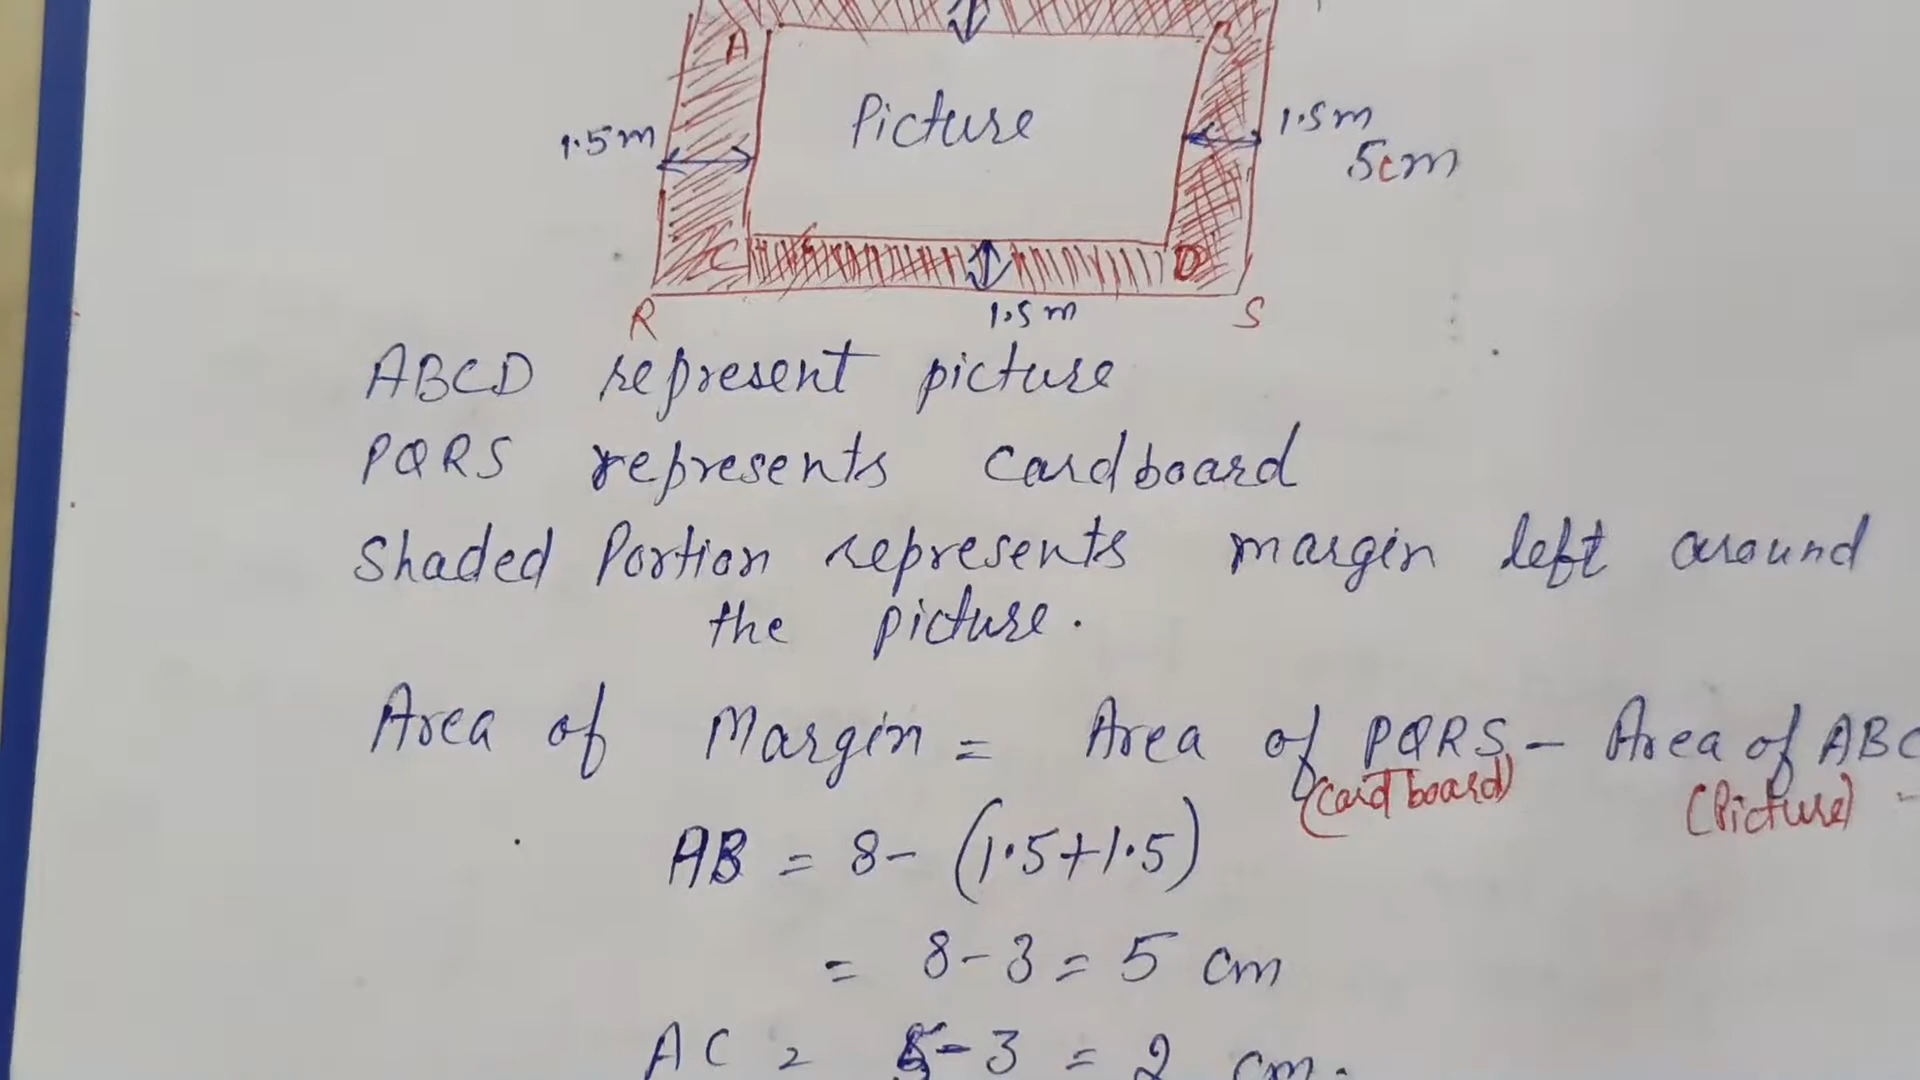 A B
Picture
1.5m 1.5m
5cm
C D
R 1.5m S
ABCD represent picture
PQRS represents cardboard
Shaded Portion represents margin left around
the picture.
Area of Margin = Area of PQRS - Area of ABC
(cardboard) (Picture)
AB = 8 - (1.5+1.5)
= 8-3 = 5 cm
AC = 5-3 = 2 cm.